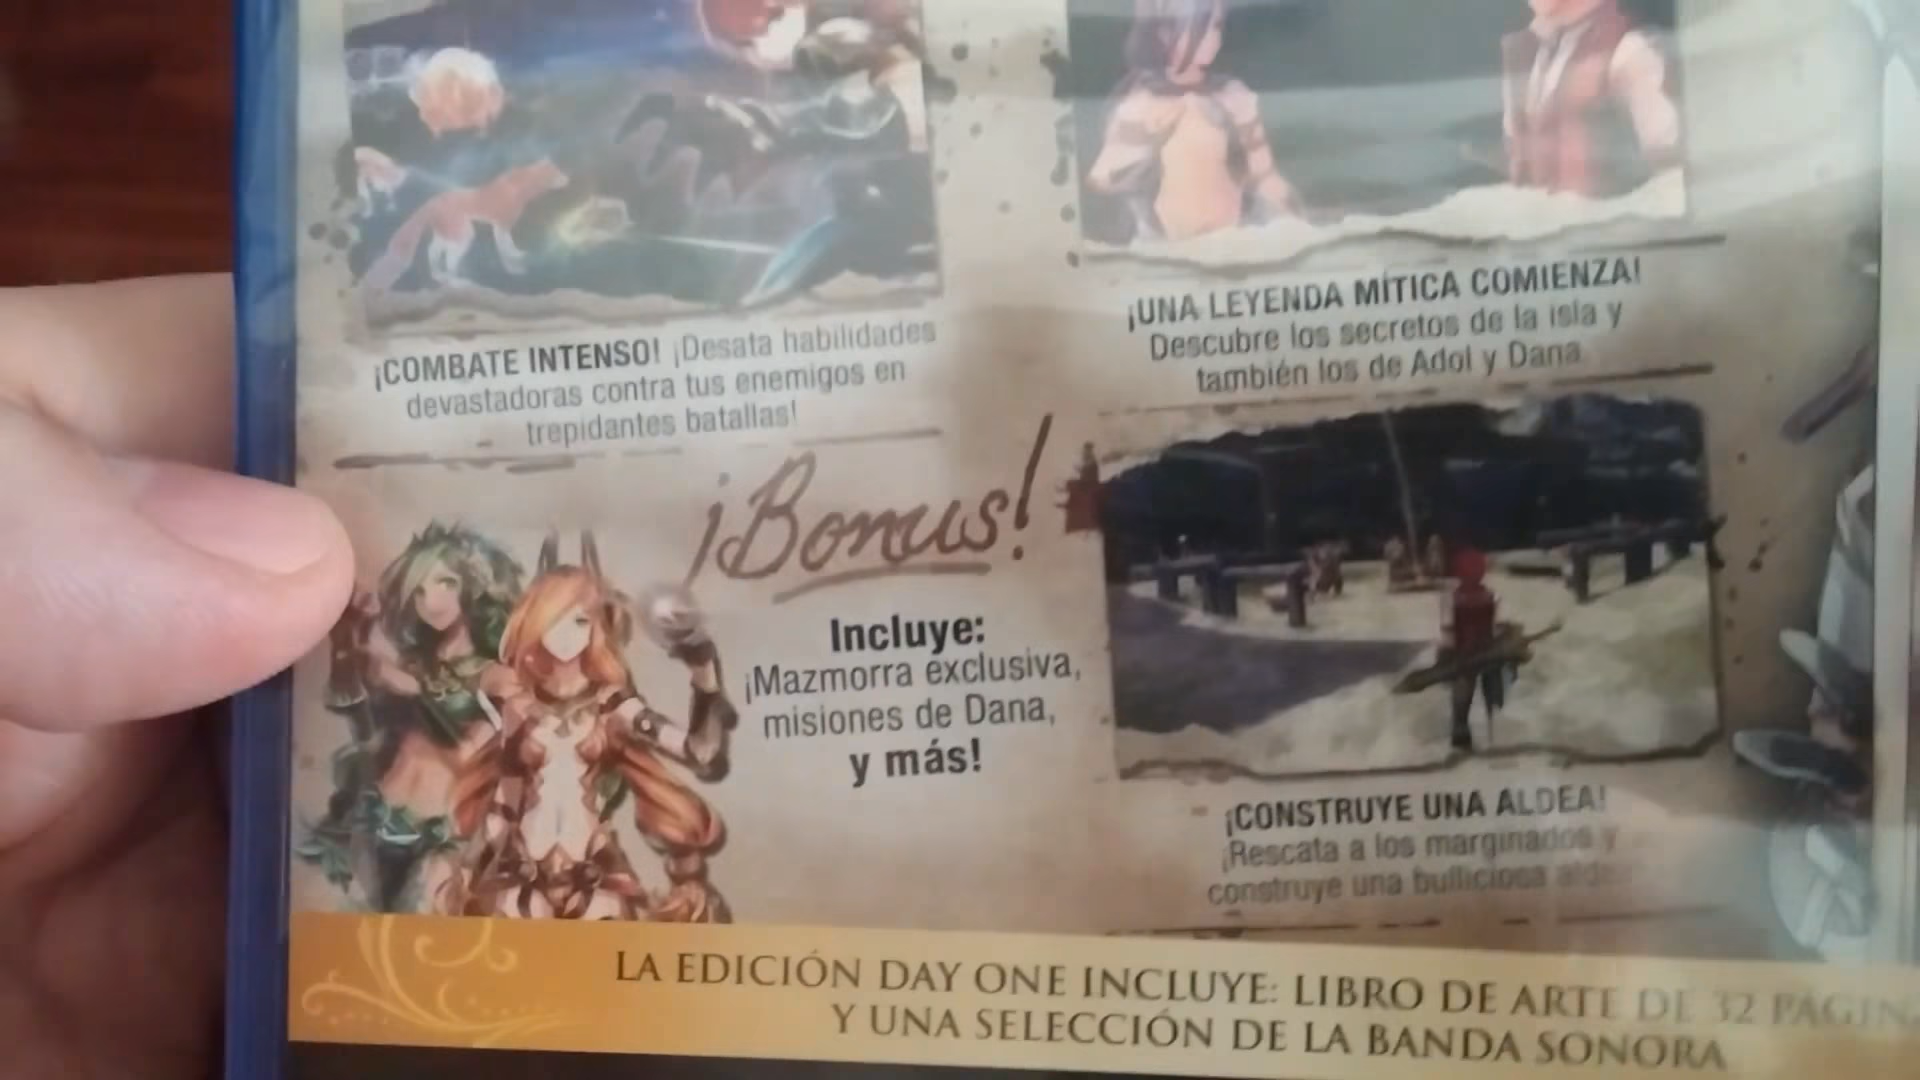 ¡COMBATE INTENSO! ¡Desata habilidades
devastadoras contra tus enemigos en
trepidantes batallas!
¡UNA LEYENDA MÍTICA COMIENZA!
Descubre los secretos de la isla y
también los de Adol y Dana
¡Bonus!
Incluye:
¡Mazmorra exclusiva,
misiones de Dana,
y más!
¡CONSTRUYE UNA ALDEA!
¡Rescata a los marginados y
construye una bulliciosa
LA EDICIÓN DAY ONE INCLUYE: LIBRO DE ARTE DE 32
Y UNA SELECCIÓN DE LA BANDA SONORA